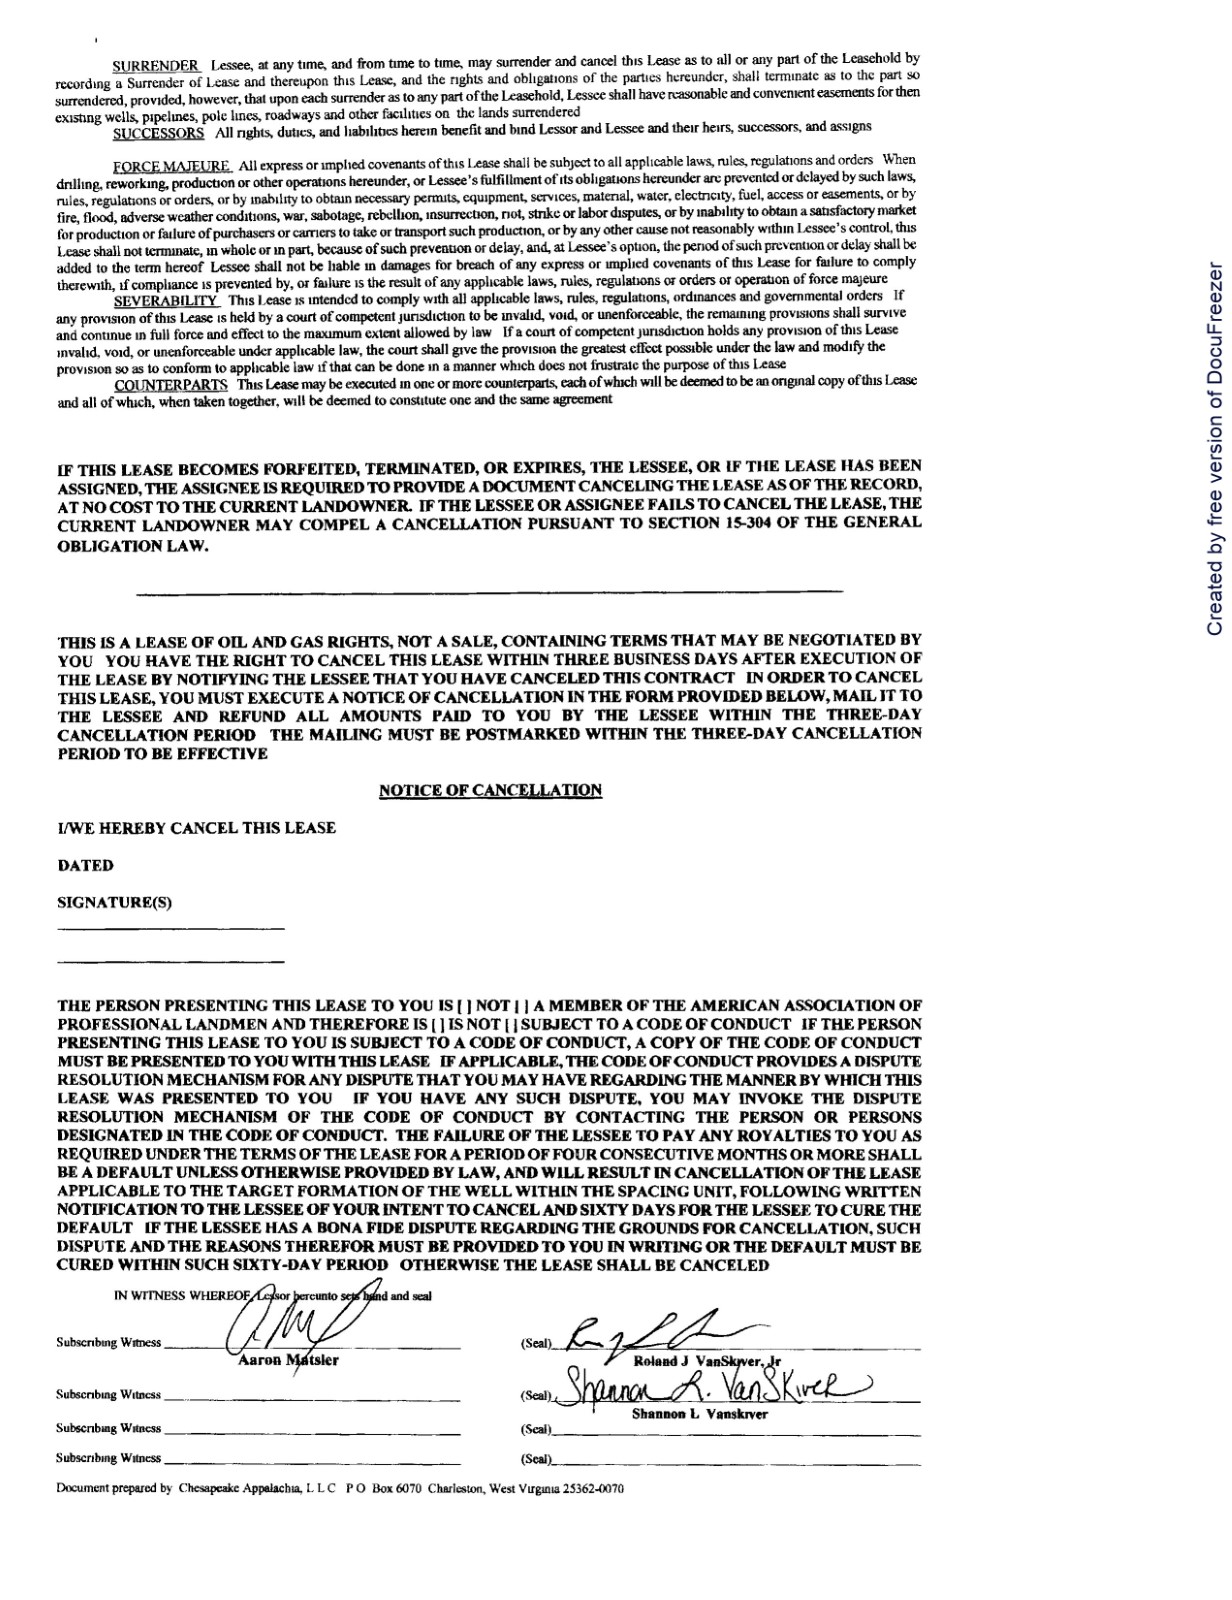 SURRENDER Lessee, at any time, and from time to time, may surrender and cancel this Lease as to all or any part of the Leasehold by
recording a Surrender of Lease and thereupon this Lease, and the rights and obligations of the parties hereunder, shall terminate as to the part so
surrendered, provided, however, that upon each surrender as to any part of the Leasehold, Lessee shall have reasonable and convenient easements for then
existing wells, pipelines, pole lines, roadways and other facilities on the lands surrendered
SUCCESSORS All rights, duties, and liabilities herein benefit and bind Lessor and Lessee and their heirs, successors, and assigns
FORCE MAJEURE All express or implied covenants of this Lease shall be subject to all applicable laws, rules, regulations and orders When
drilling, reworking, production or other operations hereunder, or Lessee's fulfillment of its obligations hereunder are prevented or delayed by such laws,
rules, regulations or orders, or by inability to obtain necessary permits, equipment, services, material, water, electricity, fuel, access or easements, or by
fire, flood, adverse weather conditions, war, sabotage, rebellion, insurrection, riot, strike or labor disputes, or by inability to obtain a satisfactory market
for production or failure of purchasers or carriers to take or transport such production, or by any other cause not reasonably within Lessee's control, this
Lease shall not terminate, in whole or in part, because of such prevention or delay, and, at Lessee's option, the period of such prevention or delay shall be
added to the term hereof Lessee shall not be liable in damages for breach of any express or implied covenants of this Lease for failure to comply
therewith, if compliance is prevented by, or failure is the result of any applicable laws, rules, regulations or orders or operation of force majeure
SEVERABILITY This Lease is intended to comply with all applicable laws, rules, regulations, ordinances and governmental orders If
any provision of this Lease is held by a court of competent jurisdiction to be invalid, void, or unenforceable, the remaining provisions shall survive
and continue in full force and effect to the maximum extent allowed by law If a court of competent jurisdiction holds any provision of this Lease
invalid, void, or unenforceable under applicable law, the court shall give the provision the greatest effect possible under the law and modify the
provision so as to conform to applicable law if that can be done in a manner which does not frustrate the purpose of this Lease
COUNTERPARTS This Lease may be executed in one or more counterparts, each of which will be deemed to be an original copy of this Lease
and all of which, when taken together, will be deemed to constitute one and the same agreement
IF THIS LEASE BECOMES FORFEITED, TERMINATED, OR EXPIRES, THE LESSEE, OR IF THE LEASE HAS BEEN
ASSIGNED, THE ASSIGNEE IS REQUIRED TO PROVIDE A DOCUMENT CANCELING THE LEASE AS OF THE RECORD,
AT NO COST TO THE CURRENT LANDOWNER. IF THE LESSEE OR ASSIGNEE FAILS TO CANCEL THE LEASE, THE
CURRENT LANDOWNER MAY COMPEL A CANCELLATION PURSUANT TO SECTION 15-304 OF THE GENERAL
OBLIGATION LAW.
THIS IS A LEASE OF OIL AND GAS RIGHTS, NOT A SALE, CONTAINING TERMS THAT MAY BE NEGOTIATED BY
YOU YOU HAVE THE RIGHT TO CANCEL THIS LEASE WITHIN THREE BUSINESS DAYS AFTER EXECUTION OF
THE LEASE BY NOTIFYING THE LESSEE THAT YOU HAVE CANCELED THIS CONTRACT IN ORDER TO CANCEL
THIS LEASE, YOU MUST EXECUTE A NOTICE OF CANCELLATION IN THE FORM PROVIDED BELOW, MAIL IT TO
THE LESSEE AND REFUND ALL AMOUNTS PAID TO YOU BY THE LESSEE WITHIN THE THREE-DAY
CANCELLATION PERIOD THE MAILING MUST BE POSTMARKED WITHIN THE THREE-DAY CANCELLATION
PERIOD TO BE EFFECTIVE
NOTICE OF CANCELLATION
I/WE HEREBY CANCEL THIS LEASE
DATED
SIGNATURE(S)
THE PERSON PRESENTING THIS LEASE TO YOU IS [ ] NOT [ ] A MEMBER OF THE AMERICAN ASSOCIATION OF
PROFESSIONAL LANDMEN AND THEREFORE IS [ ] IS NOT [ ] SUBJECT TO A CODE OF CONDUCT IF THE PERSON
PRESENTING THIS LEASE TO YOU IS SUBJECT TO A CODE OF CONDUCT, A COPY OF THE CODE OF CONDUCT
MUST BE PRESENTED TO YOU WITH THIS LEASE IF APPLICABLE, THE CODE OF CONDUCT PROVIDES A DISPUTE
RESOLUTION MECHANISM FOR ANY DISPUTE THAT YOU MAY HAVE REGARDING THE MANNER BY WHICH THIS
LEASE WAS PRESENTED TO YOU IF YOU HAVE ANY SUCH DISPUTE, YOU MAY INVOKE THE DISPUTE
RESOLUTION MECHANISM OF THE CODE OF CONDUCT BY CONTACTING THE PERSON OR PERSONS
DESIGNATED IN THE CODE OF CONDUCT. THE FAILURE OF THE LESSEE TO PAY ANY ROYALTIES TO YOU AS
REQUIRED UNDER THE TERMS OF THE LEASE FOR A PERIOD OF FOUR CONSECUTIVE MONTHS OR MORE SHALL
BE A DEFAULT UNLESS OTHERWISE PROVIDED BY LAW, AND WILL RESULT IN CANCELLATION OF THE LEASE
APPLICABLE TO THE TARGET FORMATION OF THE WELL WITHIN THE SPACING UNIT, FOLLOWING WRITTEN
NOTIFICATION TO THE LESSEE OF YOUR INTENT TO CANCEL AND SIXTY DAYS FOR THE LESSEE TO CURE THE
DEFAULT IF THE LESSEE HAS A BONA FIDE DISPUTE REGARDING THE GROUNDS FOR CANCELLATION, SUCH
DISPUTE AND THE REASONS THEREFOR MUST BE PROVIDED TO YOU IN WRITING OR THE DEFAULT MUST BE
CURED WITHIN SUCH SIXTY-DAY PERIOD OTHERWISE THE LEASE SHALL BE CANCELED
IN WITNESS WHEREOF, Lessor hereunto sets hand and seal
Subscribing Witness (Seal)
Aaron Matsler Roland J VanSkiver, Jr
Subscribing Witness (Seal) Shannon L. VanSkiver
Shannon L Vanskiver
Subscribing Witness (Seal)
Subscribing Witness (Seal)
Document prepared by Chesapeake Appalachia, L L C P O Box 6070 Charleston, West Virginia 25362-0070
Created by free version of DocuFreezer